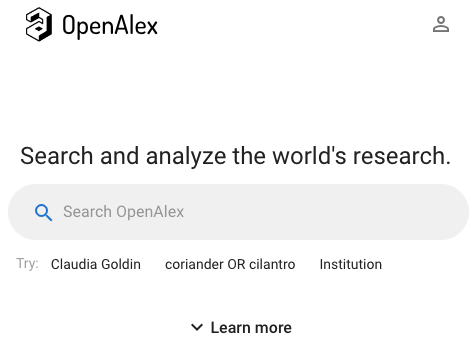 OpenAlex
Search and analyze the world's research.
Search OpenAlex
Try: Claudia Goldin coriander OR cilantro Institution
Learn more